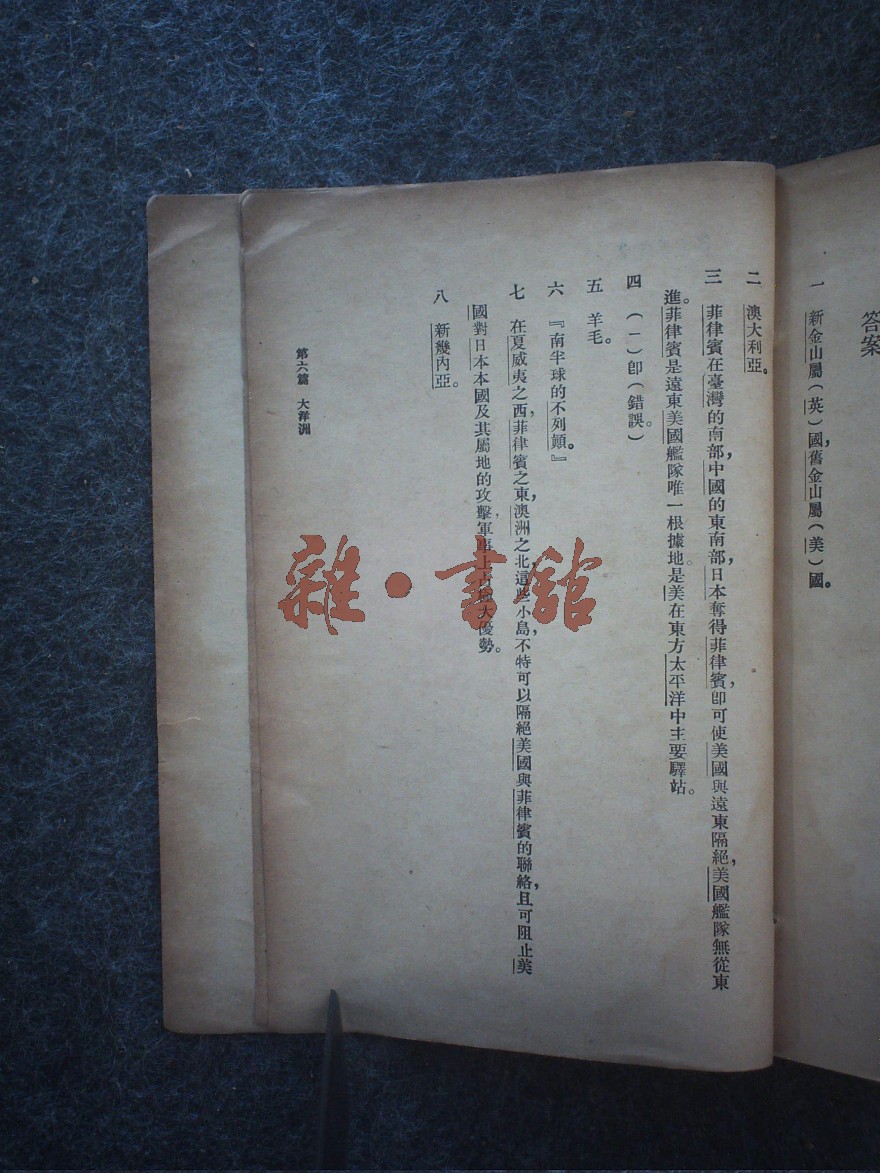 答案
一 新金山屬(英)國,舊金山屬(美)國。
二 澳大利亞。
三 菲律賓在臺灣的南部,中國的東南部,日本奪得菲律賓,卽可使美國與遠東隔絕,美國艦隊無從東
進。菲律賓是遠東美國艦隊唯一根據地。是美在東方太平洋中主要驛站。
四 (一)卽(錯誤。)
五 羊毛。
六 『南半球的不列顛。』
七 在夏威夷之西,菲律賓之東,澳洲之北這些小島,不特可以隔絕美國與菲律賓的聯絡,且可阻止美
國對日本本國及其屬地的攻擊,軍事上占極大優勢。
八 新幾內亞。
第六篇 大洋洲
雜·書館